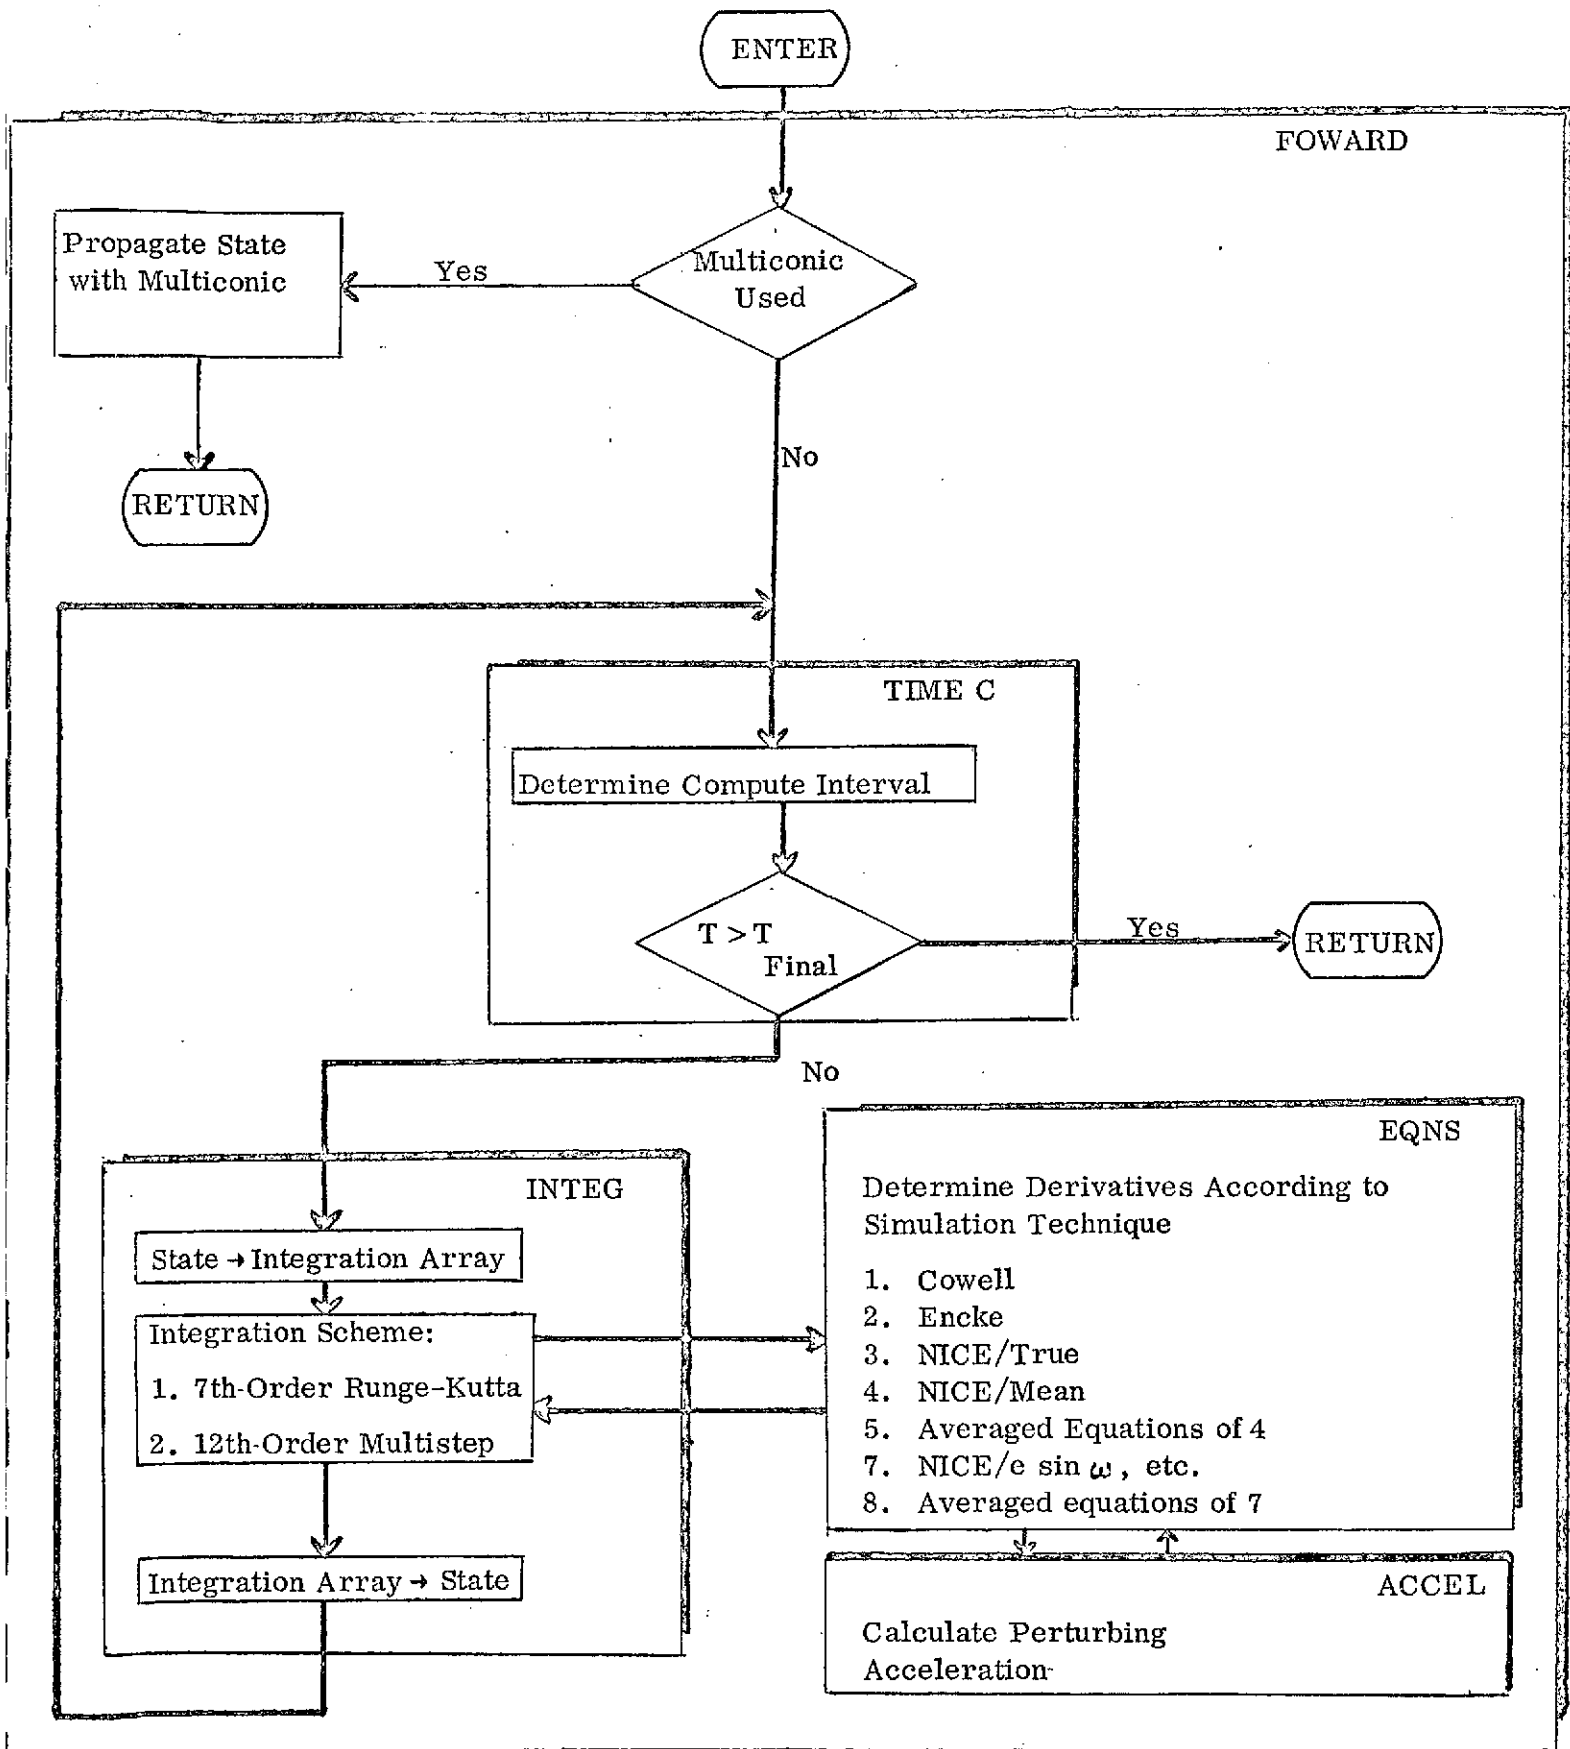 ENTER
FOWARD
Propagate State
with Multiconic
Yes
Multiconic
Used
No
RETURN
TIME C
Determine Compute Interval
T > T
Final
Yes
RETURN
No
INTEG
State → Integration Array
Integration Scheme:
1. 7th-Order Runge-Kutta
2. 12th-Order Multistep
Integration Array → State
EQNS
Determine Derivatives According to
Simulation Technique
1. Cowell
2. Encke
3. NICE/True
4. NICE/Mean
5. Averaged Equations of 4
7. NICE/e sin ω, etc.
8. Averaged equations of 7
ACCEL
Calculate Perturbing
Acceleration